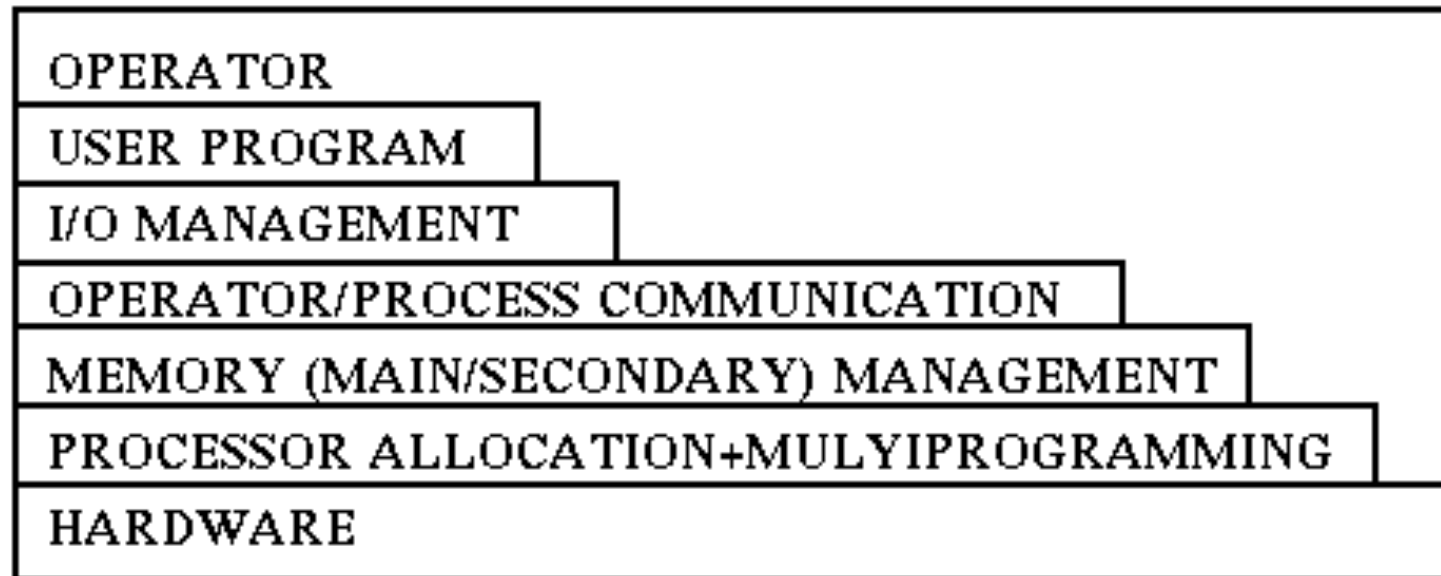 OPERATOR
USER PROGRAM
I/O MANAGEMENT
OPERATOR/PROCESS COMMUNICATION
MEMORY (MAIN/SECONDARY) MANAGEMENT
PROCESSOR ALLOCATION+MULYIPROGRAMMING
HARDWARE